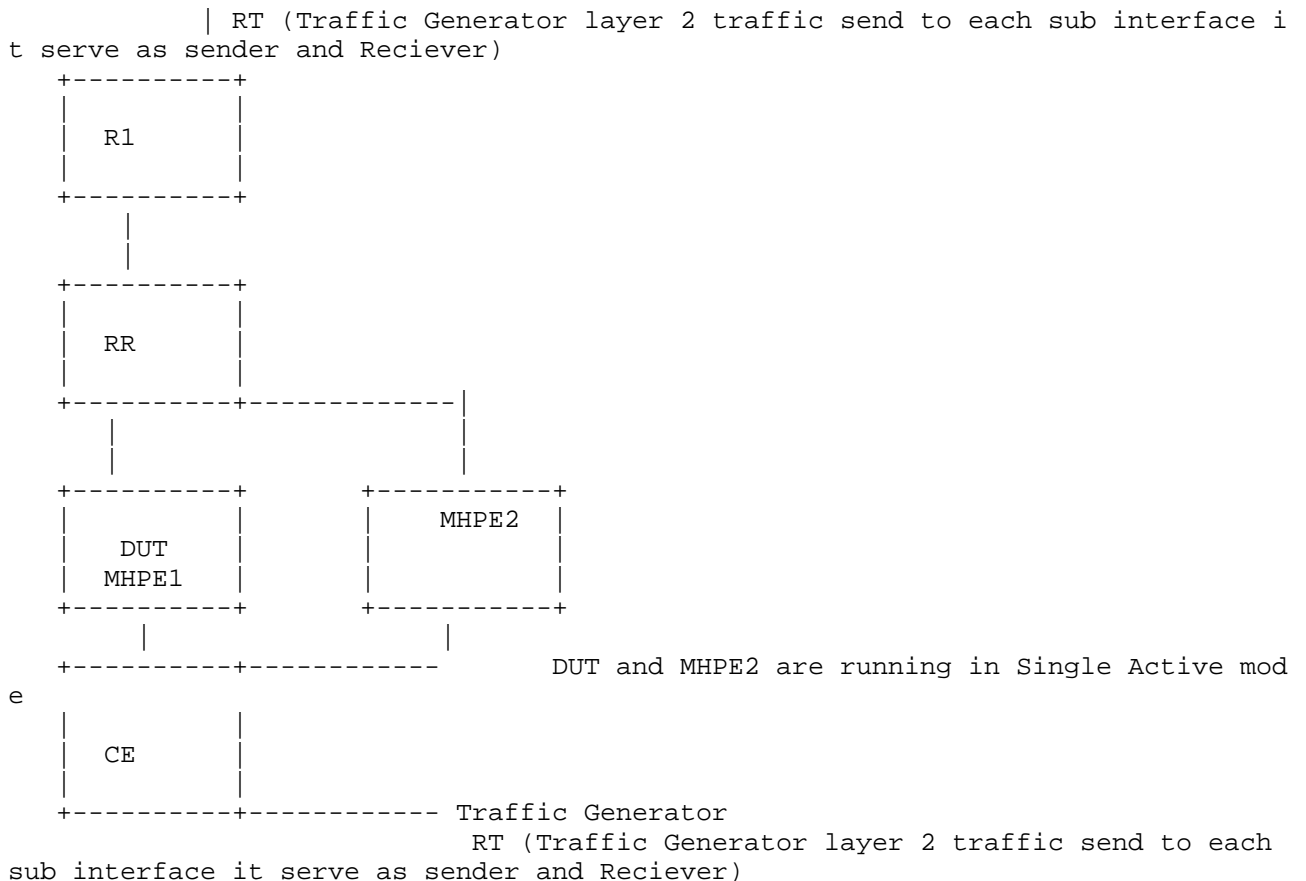 | RT (Traffic Generator layer 2 traffic send to each sub interface i
t serve as sender and Reciever)
+----------+
| |
| R1 |
| |
+----------+
|
|
+----------+
| |
| RR |
| |
+----------+-------------|
| |
| |
+----------+ +-----------+
| | | MHPE2 |
| DUT | | |
| MHPE1 | | |
+----------+ +-----------+
| |
+----------+------------ DUT and MHPE2 are running in Single Active mod
e
| |
| CE |
| |
+----------+------------ Traffic Generator
RT (Traffic Generator layer 2 traffic send to each
sub interface it serve as sender and Reciever)